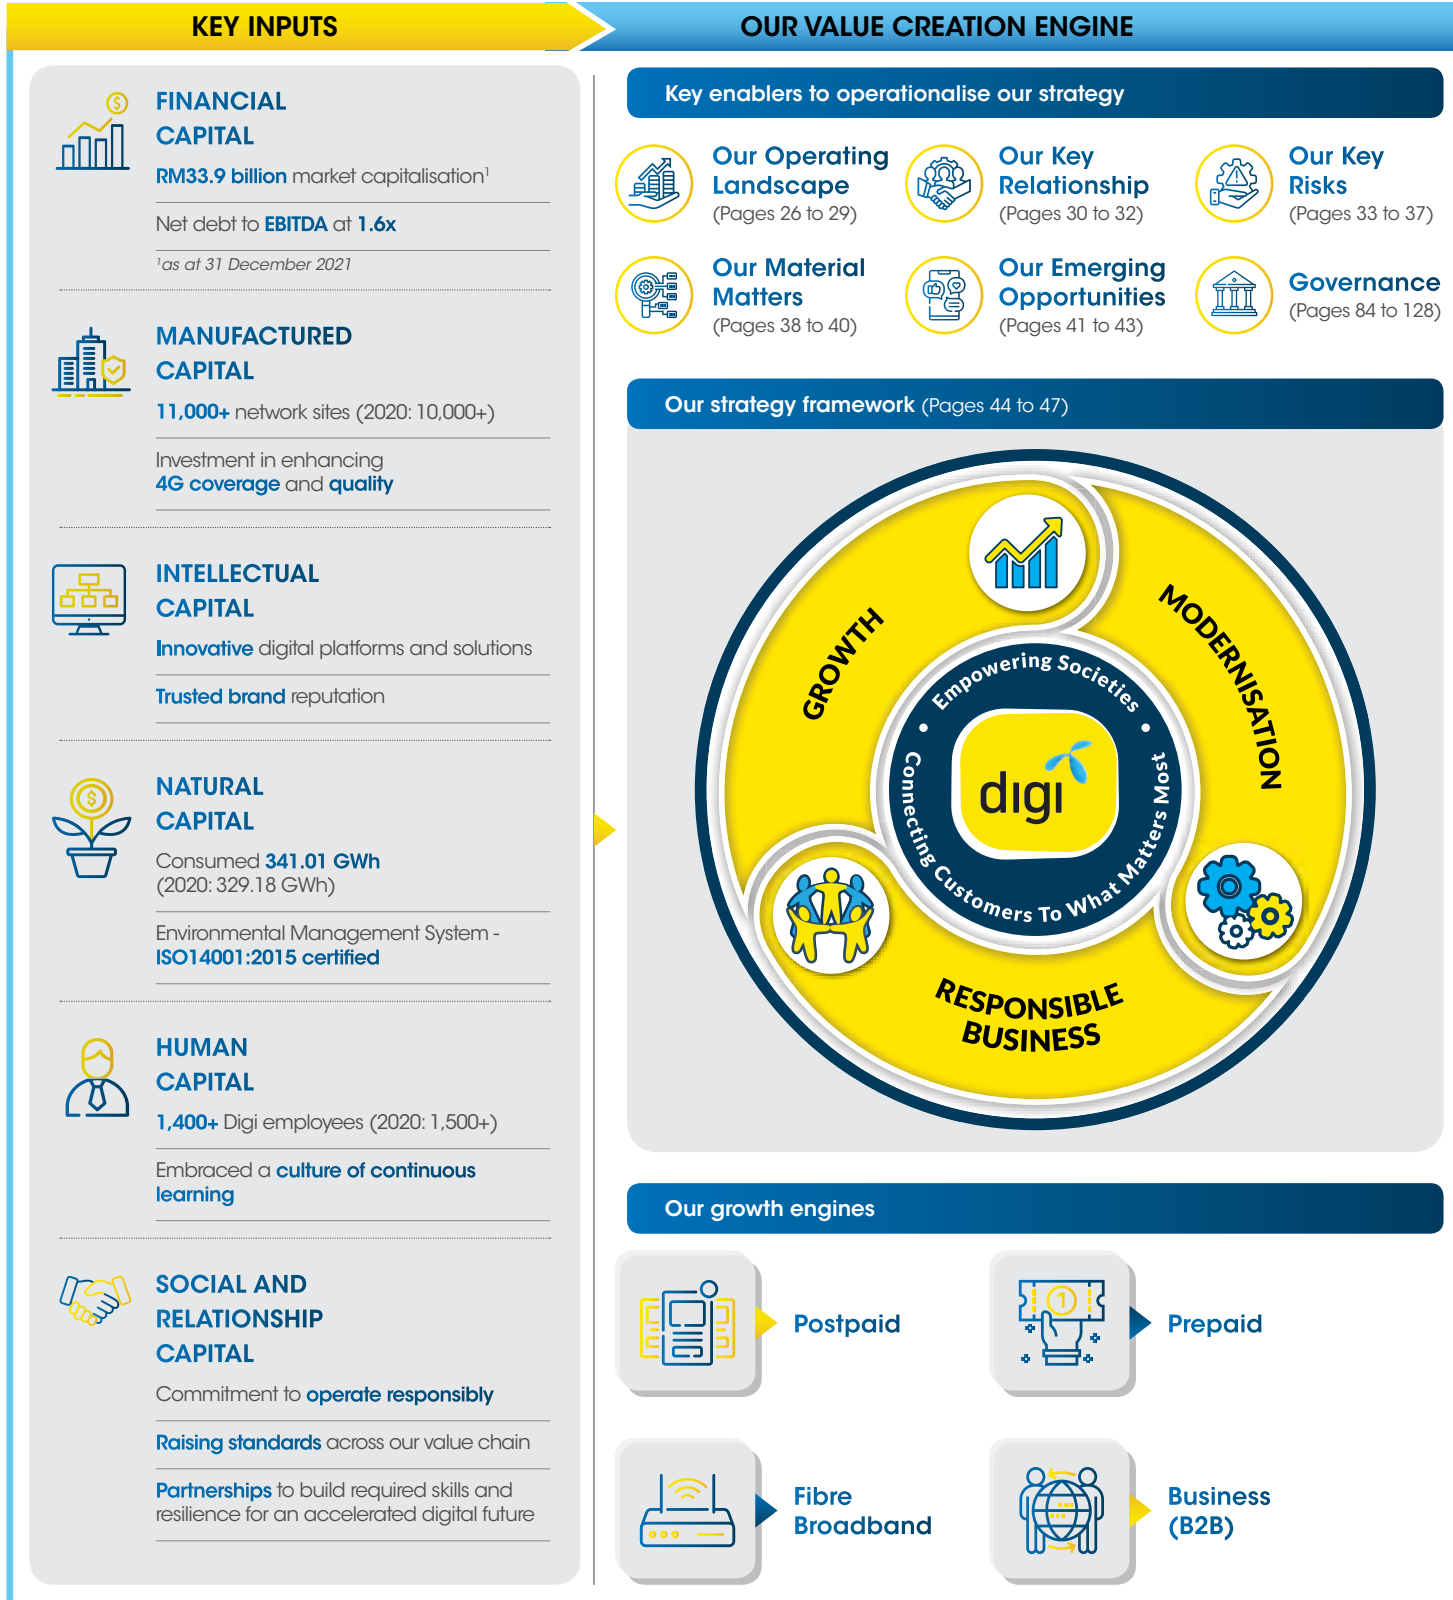 KEY INPUTS
FINANCIAL
CAPITAL
RM33.9 billion market capitalisation¹
Net debt to EBITDA at 1.6x
¹as at 31 December 2021
MANUFACTURED
CAPITAL
11,000+ network sites (2020: 10,000+)
Investment in enhancing
4G coverage and quality
INTELLECTUAL
CAPITAL
Innovative digital platforms and solutions
Trusted brand reputation
NATURAL
CAPITAL
Consumed 341.01 GWh
(2020: 329.18 GWh)
Environmental Management System -
ISO14001:2015 certified
HUMAN
CAPITAL
1,400+ Digi employees (2020: 1,500+)
Embraced a culture of continuous
learning
SOCIAL AND
RELATIONSHIP
CAPITAL
Commitment to operate responsibly
Raising standards across our value chain
Partnerships to build required skills and
resilience for an accelerated digital future
OUR VALUE CREATION ENGINE
Key enablers to operationalise our strategy
Our Operating
Landscape
(Pages 26 to 29)
Our Key
Relationship
(Pages 30 to 32)
Our Key
Risks
(Pages 33 to 37)
Our Material
Matters
(Pages 38 to 40)
Our Emerging
Opportunities
(Pages 41 to 43)
Governance
(Pages 84 to 128)
Our strategy framework (Pages 44 to 47)
GROWTH
MODERNISATION
RESPONSIBLE
BUSINESS
• Empowering Societies •
Connecting Customers To What Matters Most
digi
Our growth engines
Postpaid
1
Prepaid
Fibre
Broadband
Business
(B2B)